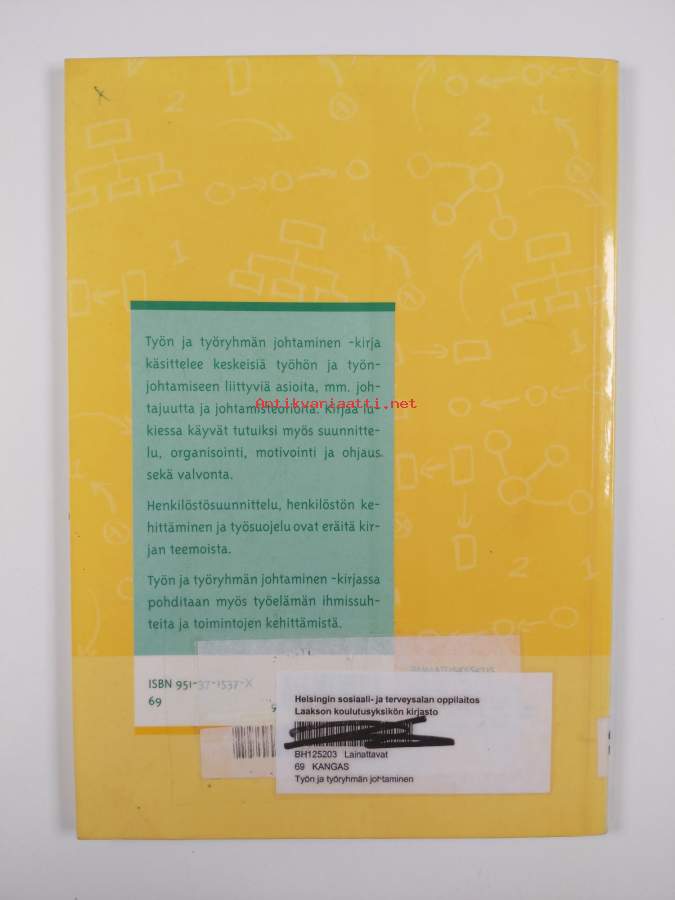 Työn ja työryhmän johtaminen -kirja
käsittelee keskeisiä työhön ja työn-
johtamiseen liittyviä asioita, mm. joh-
tajuutta ja johtamisteorioita. Kirjaa lu-
Antikvariaatti.net
kiessa käyvät tutuiksi myös suunnitte-
lu, organisointi, motivointi ja ohjaus
sekä valvonta.
Henkilöstösuunnittelu, henkilöstön ke-
hittäminen ja työsuojelu ovat eräitä kir-
jan teemoista.
Työn ja työryhmän johtaminen -kirjassa
pohditaan myös työelämän ihmissuh-
teita ja toimintojen kehittämistä.
ISBN 951-37-1537-X
69
Helsingin sosiaali- ja terveysalan oppilaitos
Laakson koulutusyksikön kirjasto
BH125203 Lainattavat
69 KANGAS
Työn ja työryhmän johtaminen